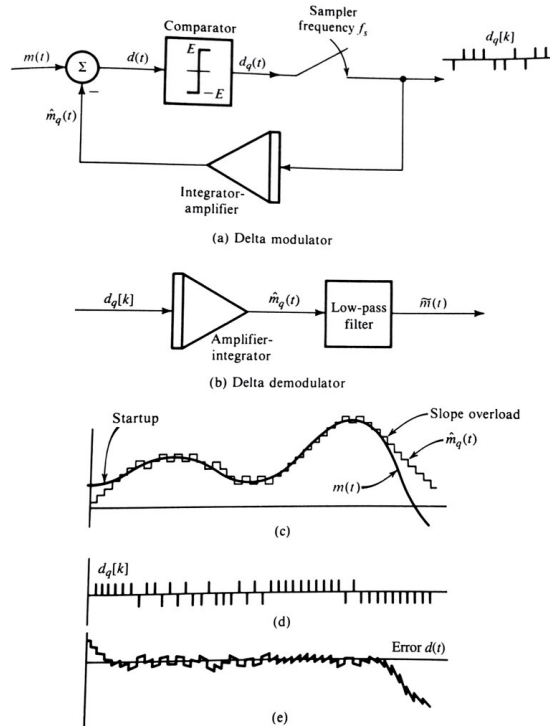 Sampler
Comparator
frequency fₛ
d_q[k]
m(t)
Σ
d(t)
E
−E
d_q(t)
−
m̂_q(t)
Integrator-
amplifier
(a) Delta modulator
d_q[k]
m̂_q(t)
Low-pass
filter
m̃(t)
Amplifier-
integrator
(b) Delta demodulator
Startup
Slope overload
m̂_q(t)
m(t)
(c)
d_q[k]
(d)
Error d(t)
(e)